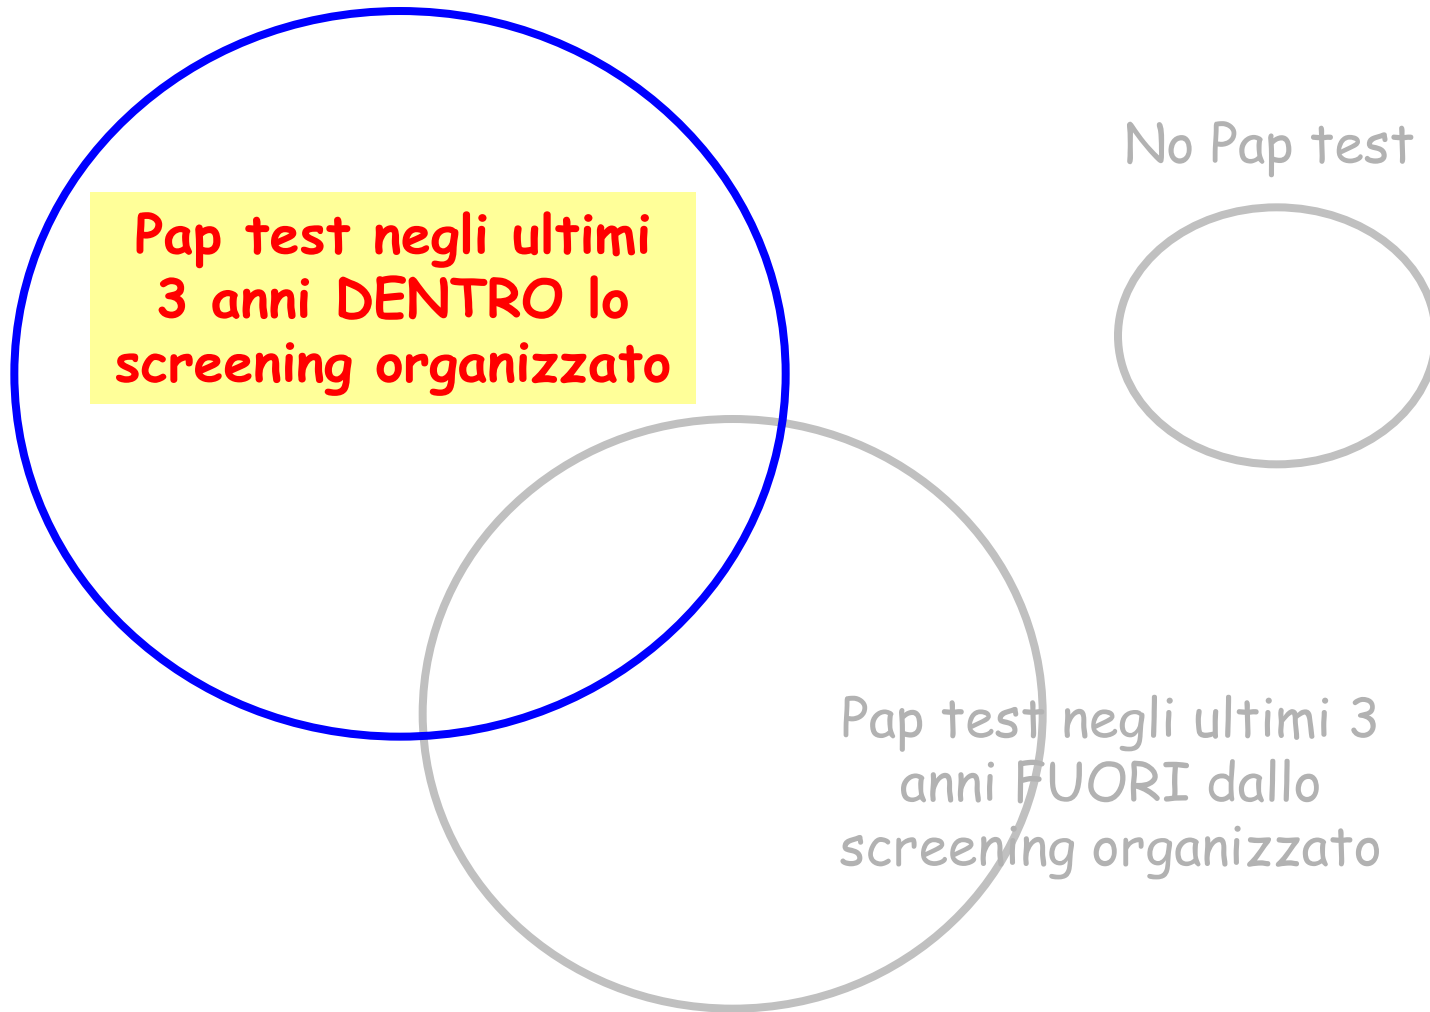 No Pap test
Pap test negli ultimi
3 anni DENTRO lo
screening organizzato
Pap test negli ultimi 3
anni FUORI dallo
screening organizzato